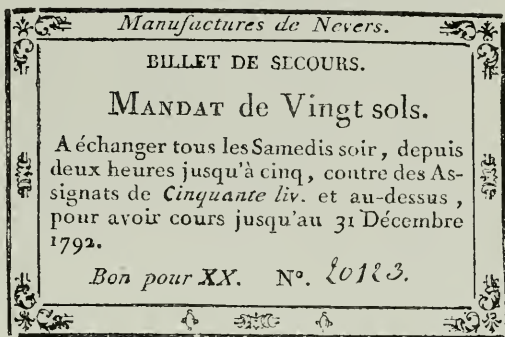 Manufactures de Nevers.
BILLET DE SECOURS.
MANDAT de Vingt sols.
A échanger tous les Samedis soir, depuis
deux heures jusqu'à cinq, contre des As-
signats de Cinquante liv. et au-dessus,
pour avoir cours jusqu'au 31 Décembre
1792.
Bon pour XX. N°. 20123.